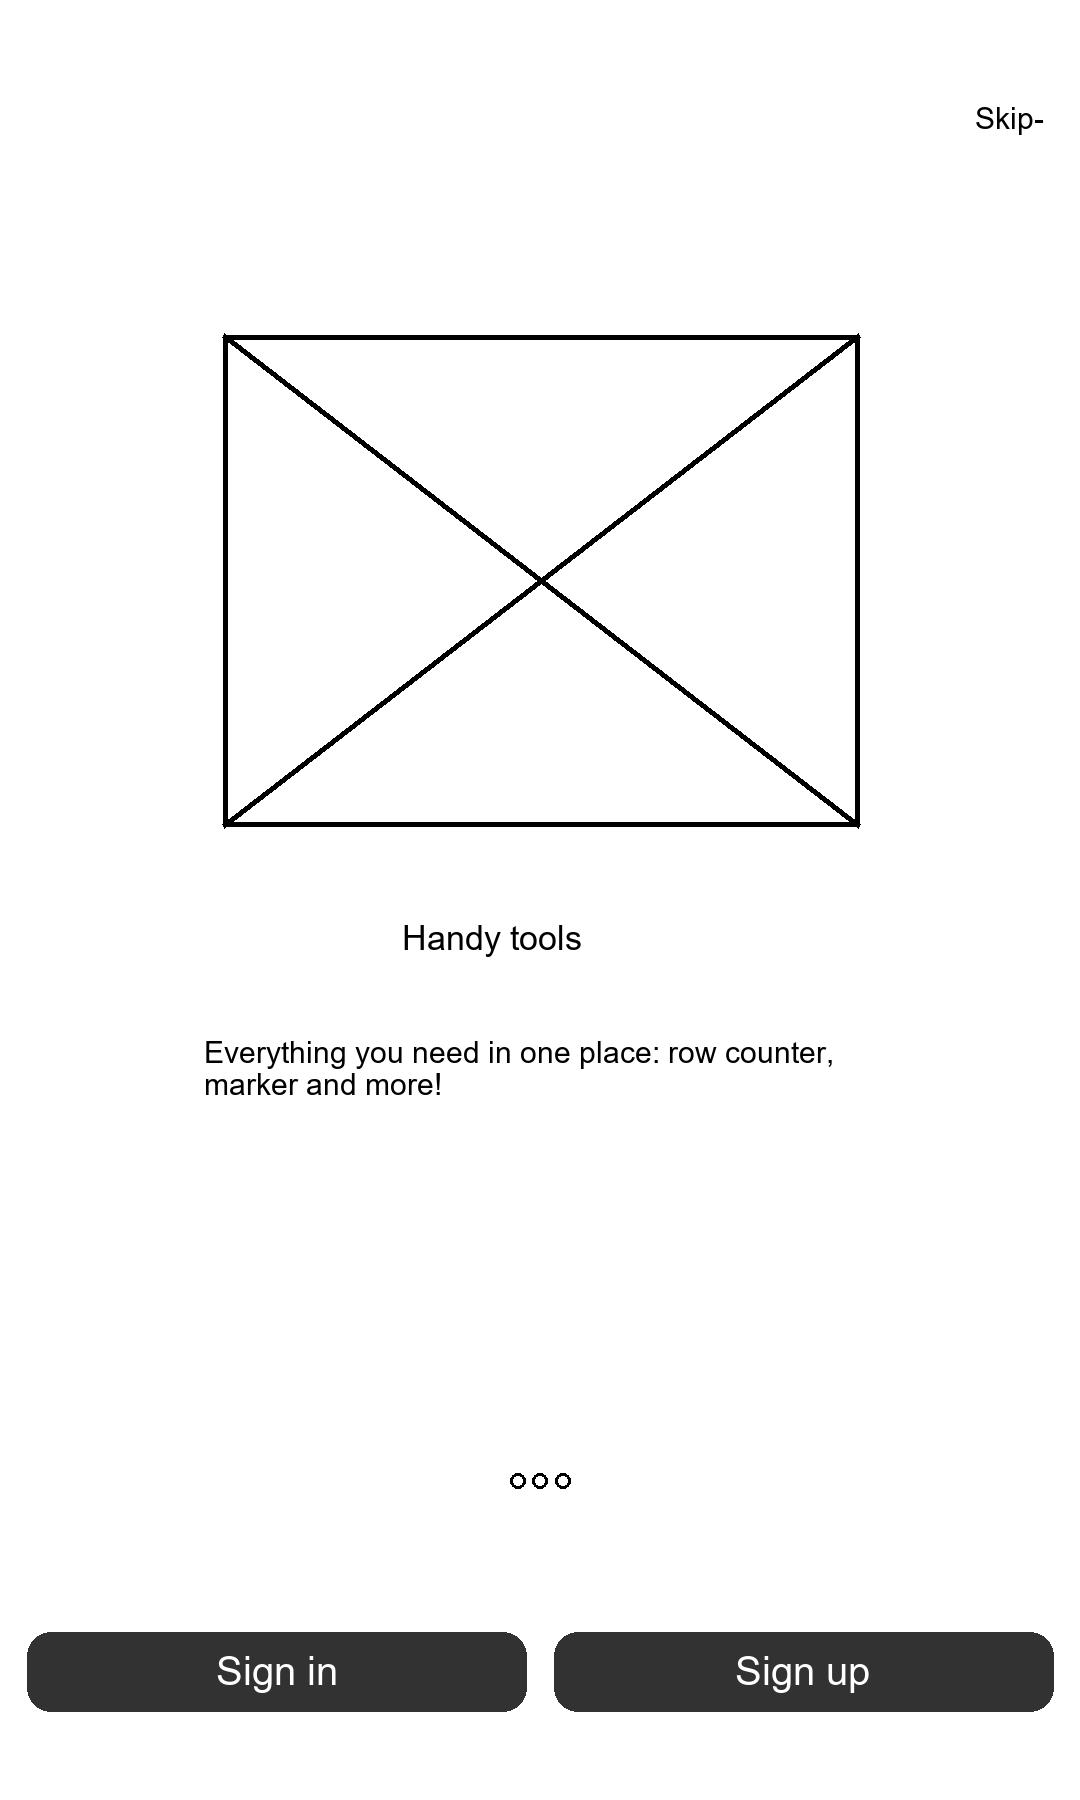 Skip-
Handy tools
Everything you need in one place: row counter,
marker and more!
Sign in
Sign up